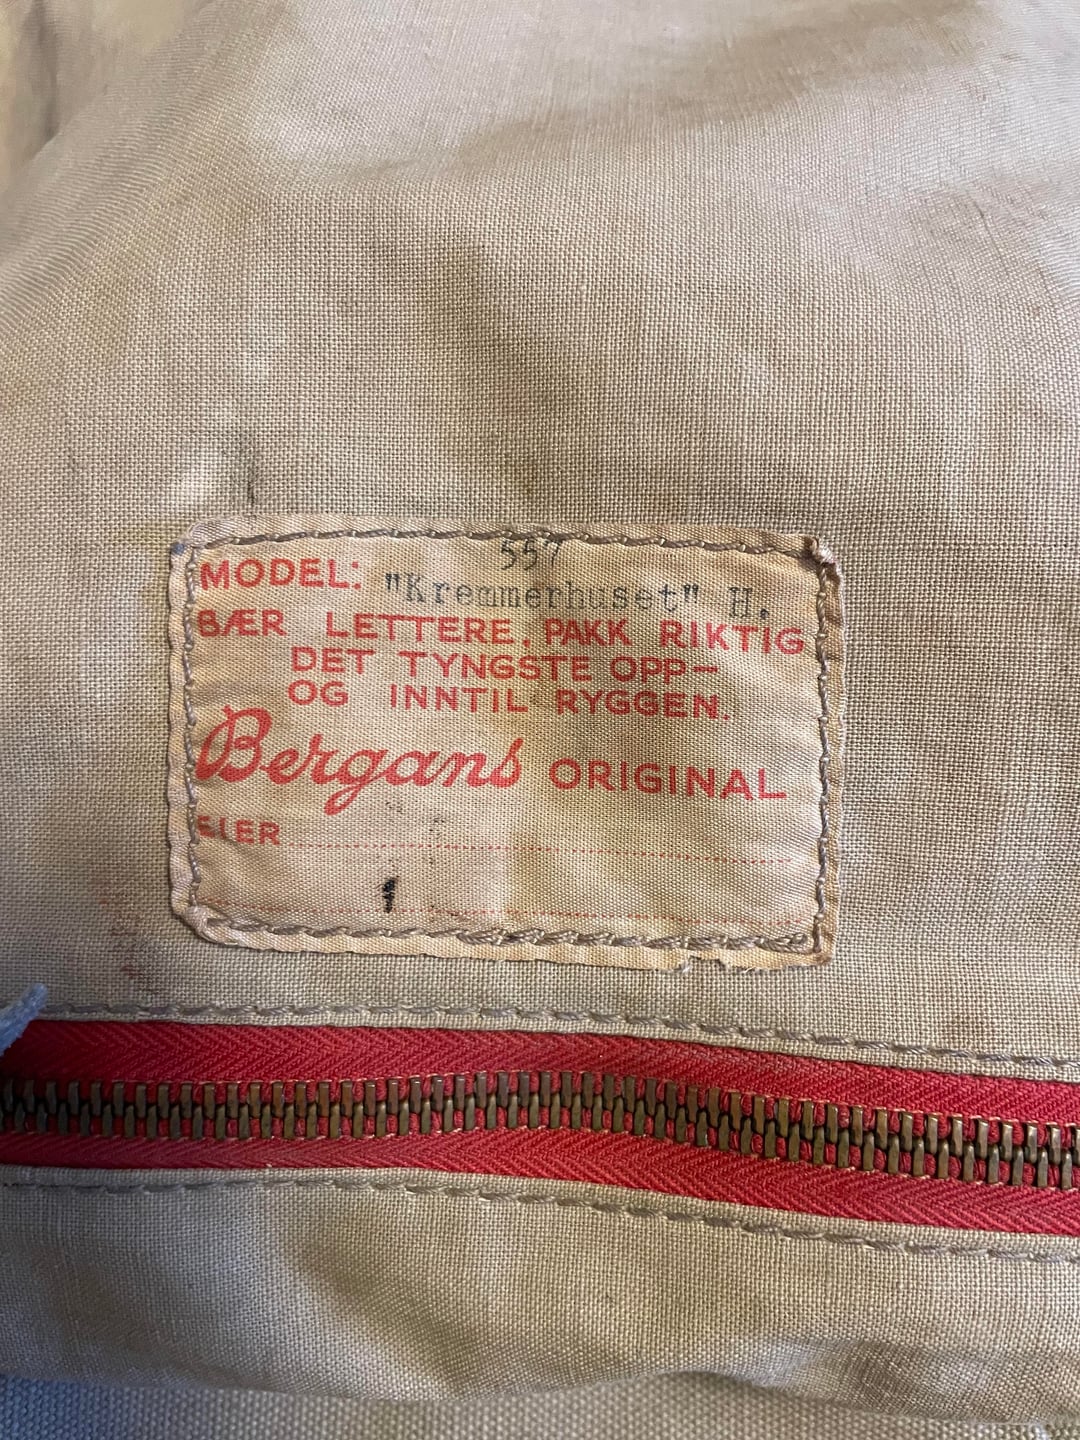 557
MODEL: "Kremmerhuset" H.
BÆR LETTERE, PAKK RIKTIG
DET TYNGSTE OPP-
OG INNTIL RYGGEN.
Bergans ORIGINAL
EIER